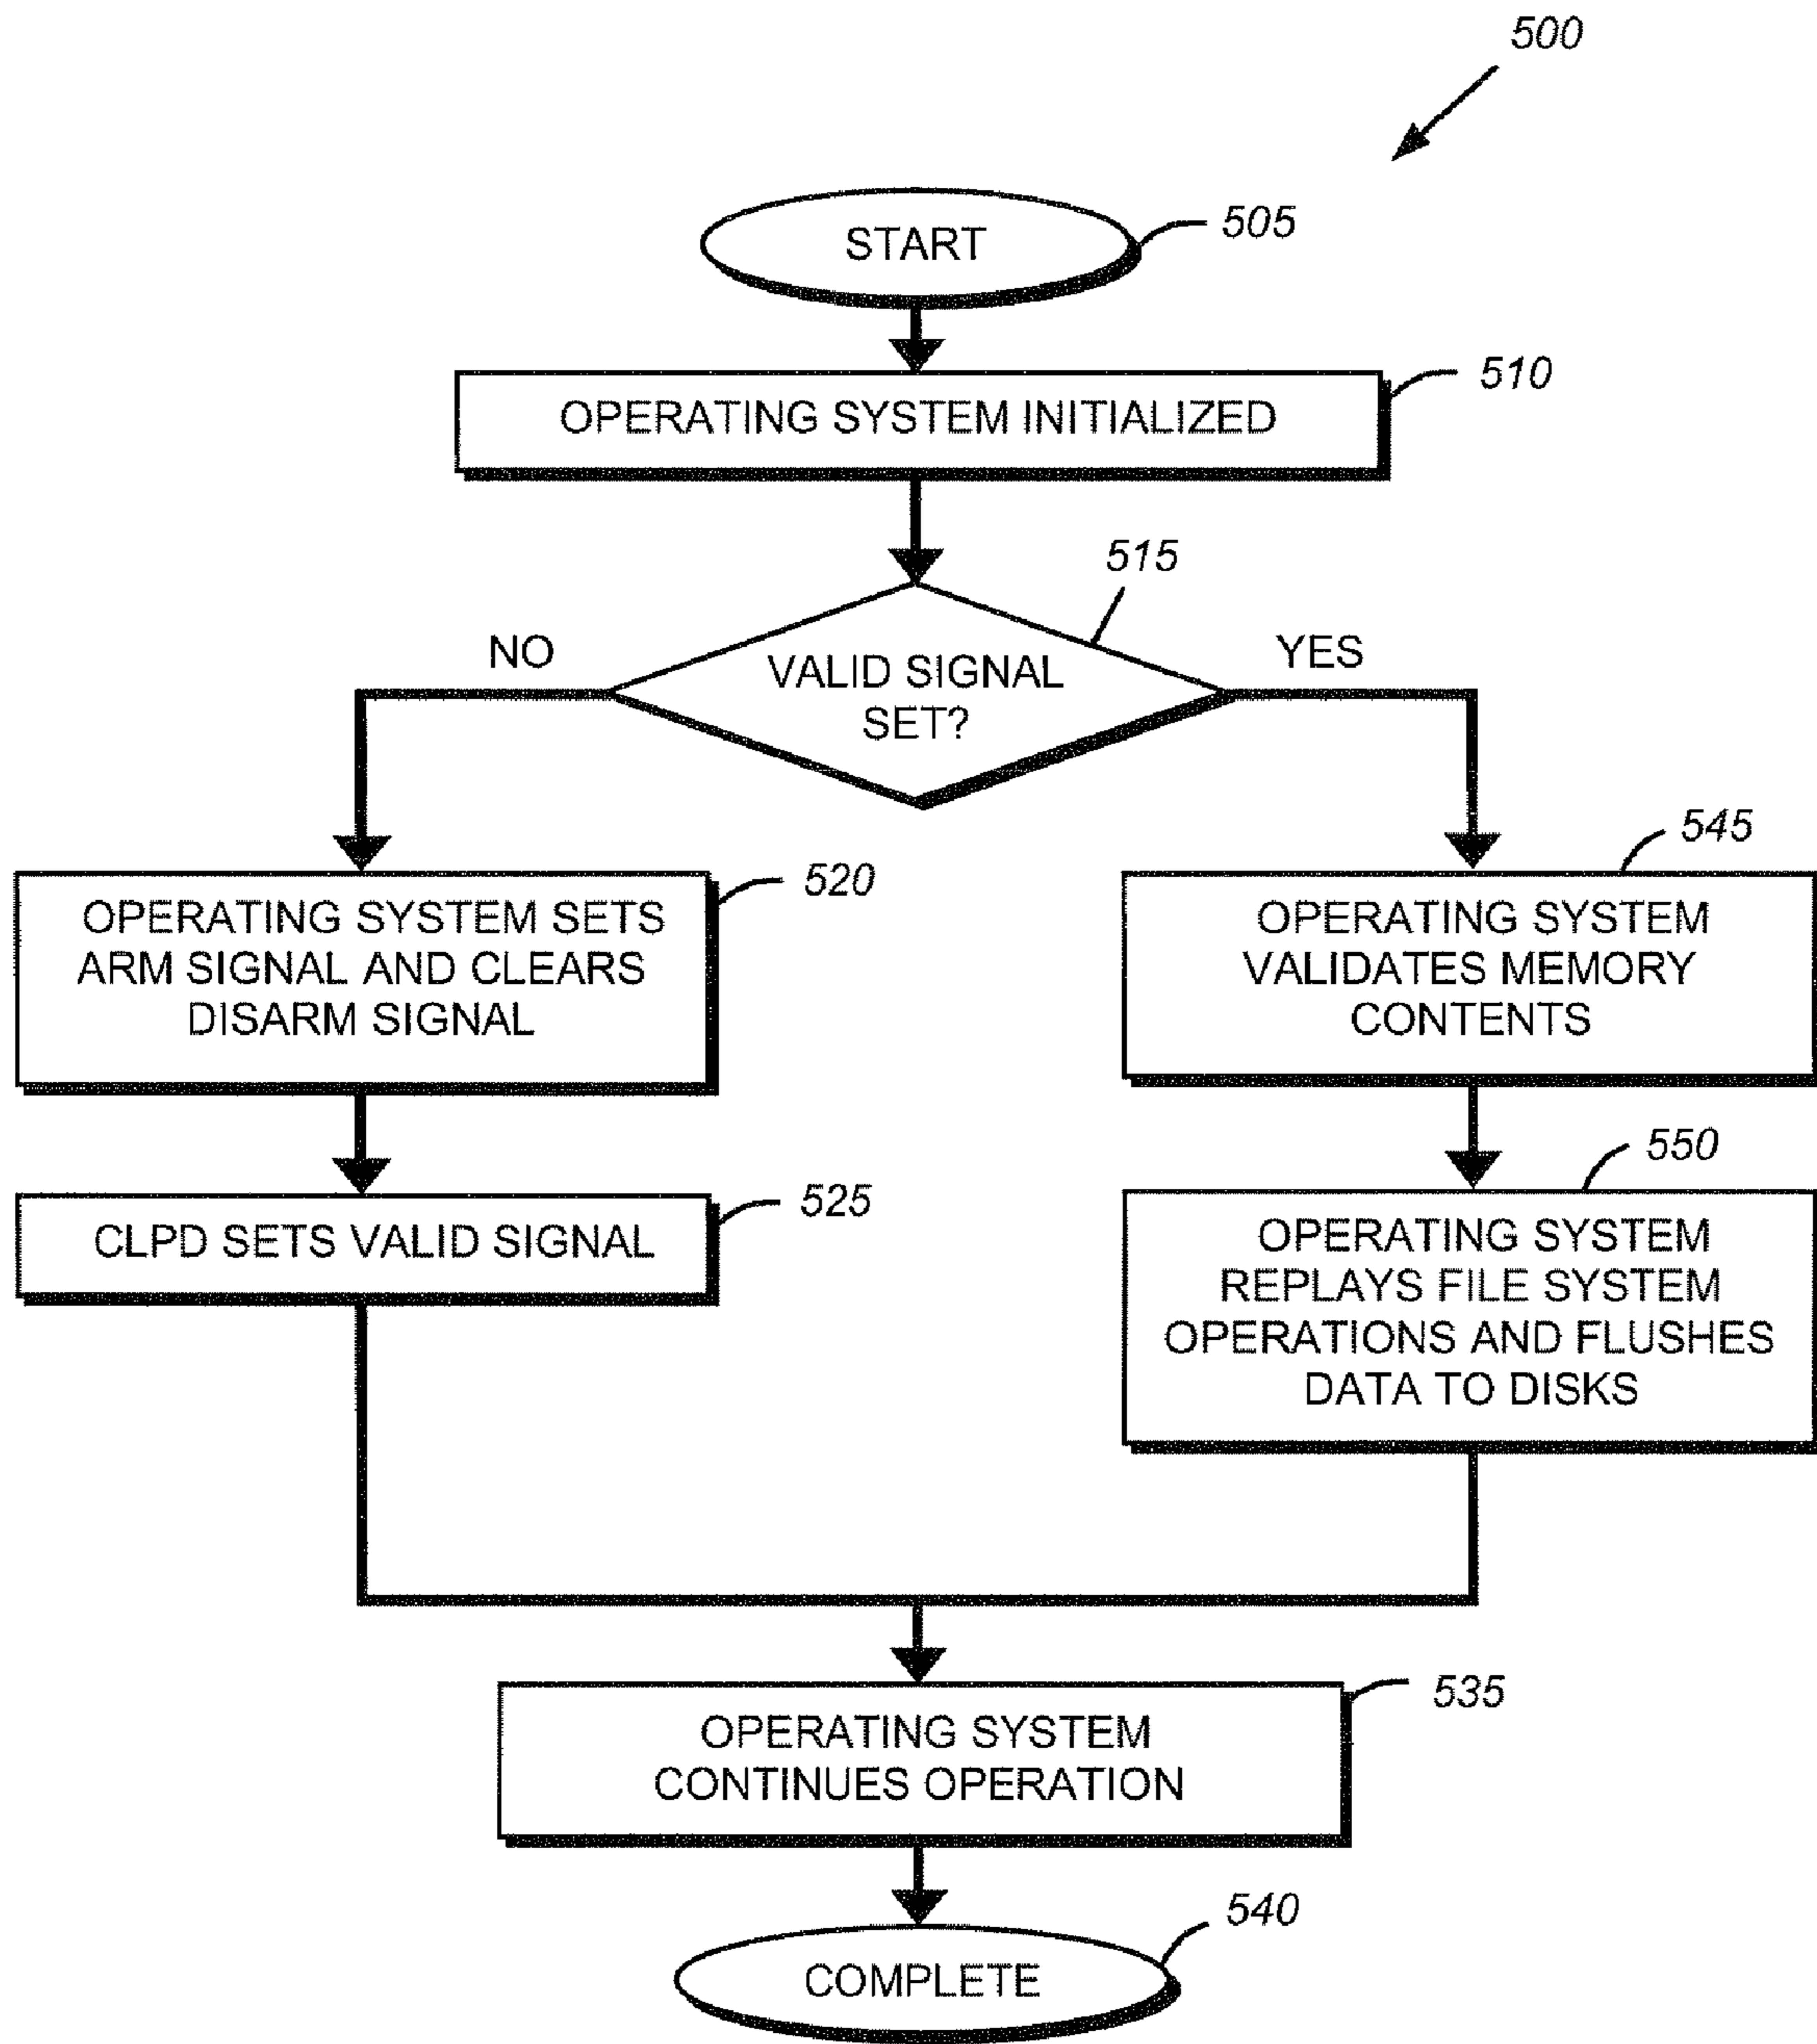 500
START
505
OPERATING SYSTEM INITIALIZED
510
515
NO
VALID SIGNAL
SET?
YES
520
OPERATING SYSTEM SETS
ARM SIGNAL AND CLEARS
DISARM SIGNAL
545
OPERATING SYSTEM
VALIDATES MEMORY
CONTENTS
525
CLPD SETS VALID SIGNAL
550
OPERATING SYSTEM
REPLAYS FILE SYSTEM
OPERATIONS AND FLUSHES
DATA TO DISKS
535
OPERATING SYSTEM
CONTINUES OPERATION
540
COMPLETE